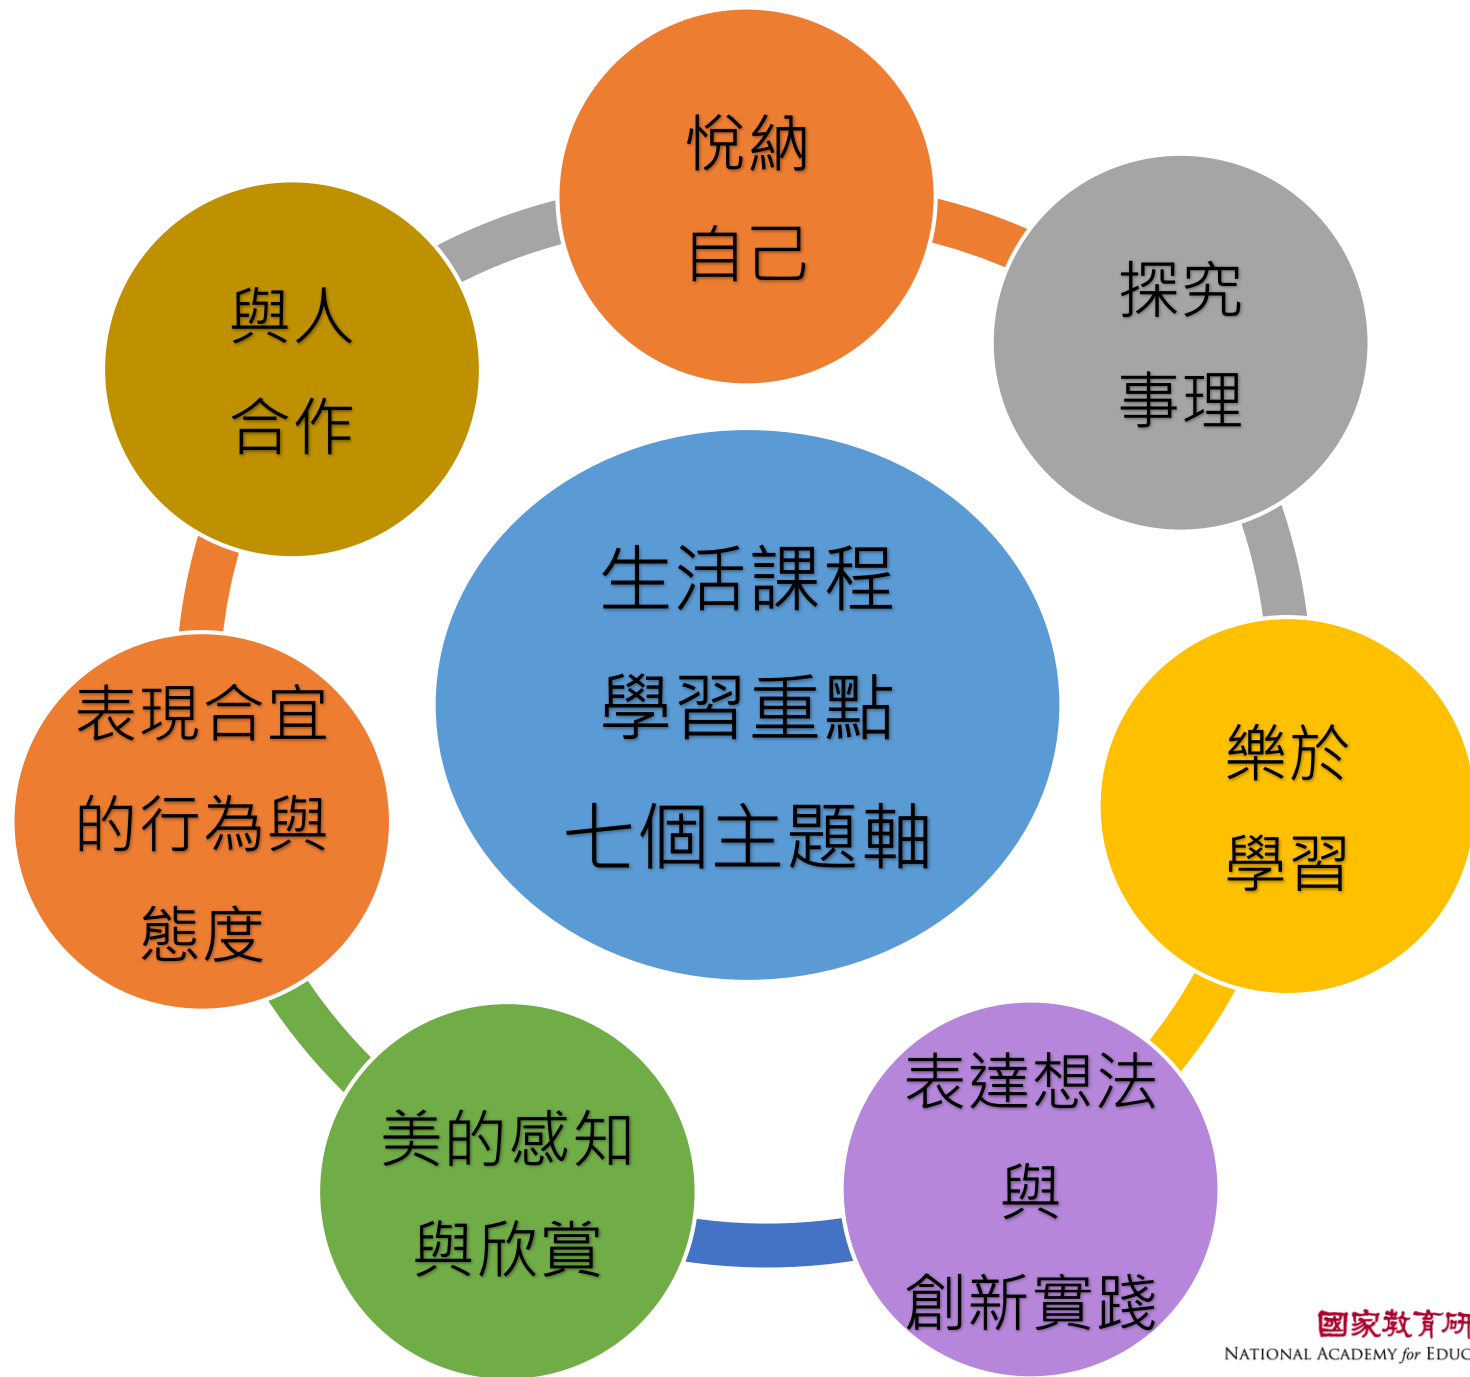 悅納
自己
探究
事理
樂於
學習
表達想法
與
創新實踐
美的感知
與欣賞
表現合宜
的行為與
態度
與人
合作
生活課程
學習重點
七個主題軸
國家教育研
NATIONAL ACADEMY for EDUC